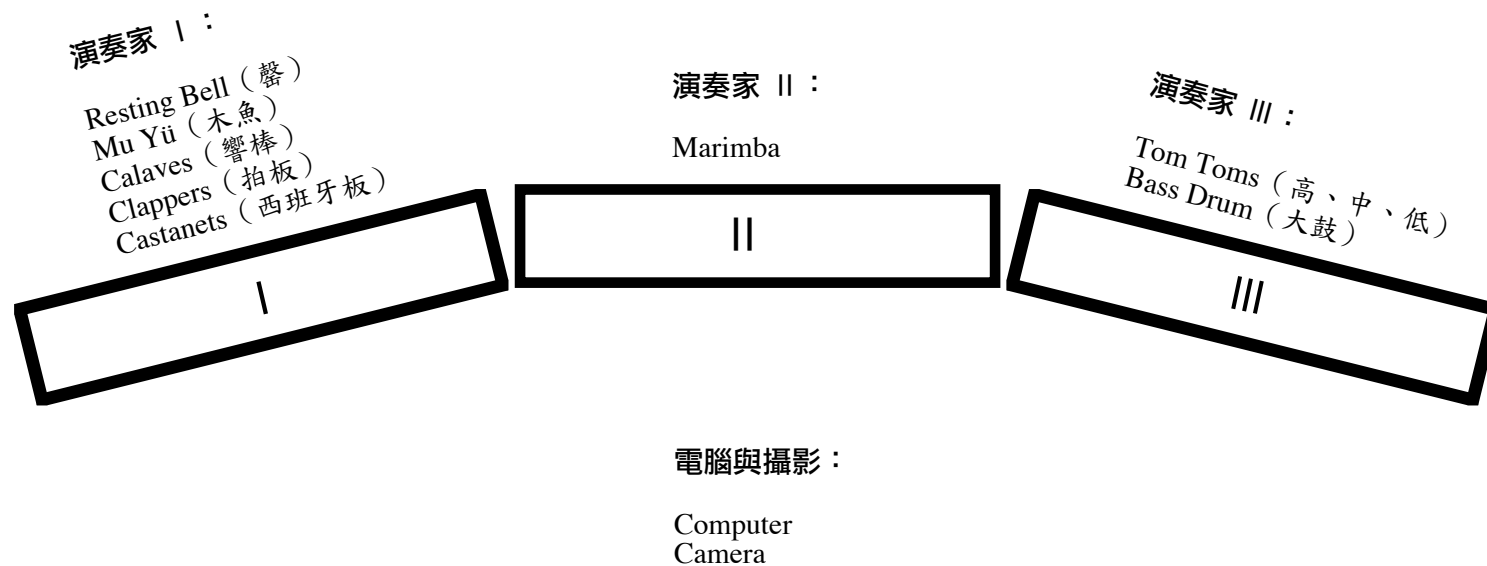 演奏家 I：
Resting Bell（罄）
Mu Yü（木魚）
Calaves（響棒）
Clappers（拍板）
Castanets（西班牙板）
I
演奏家 II：
Marimba
II
演奏家 III：
Tom Toms（高、中、低）
Bass Drum（大鼓）
III
電腦與攝影：
Computer
Camera